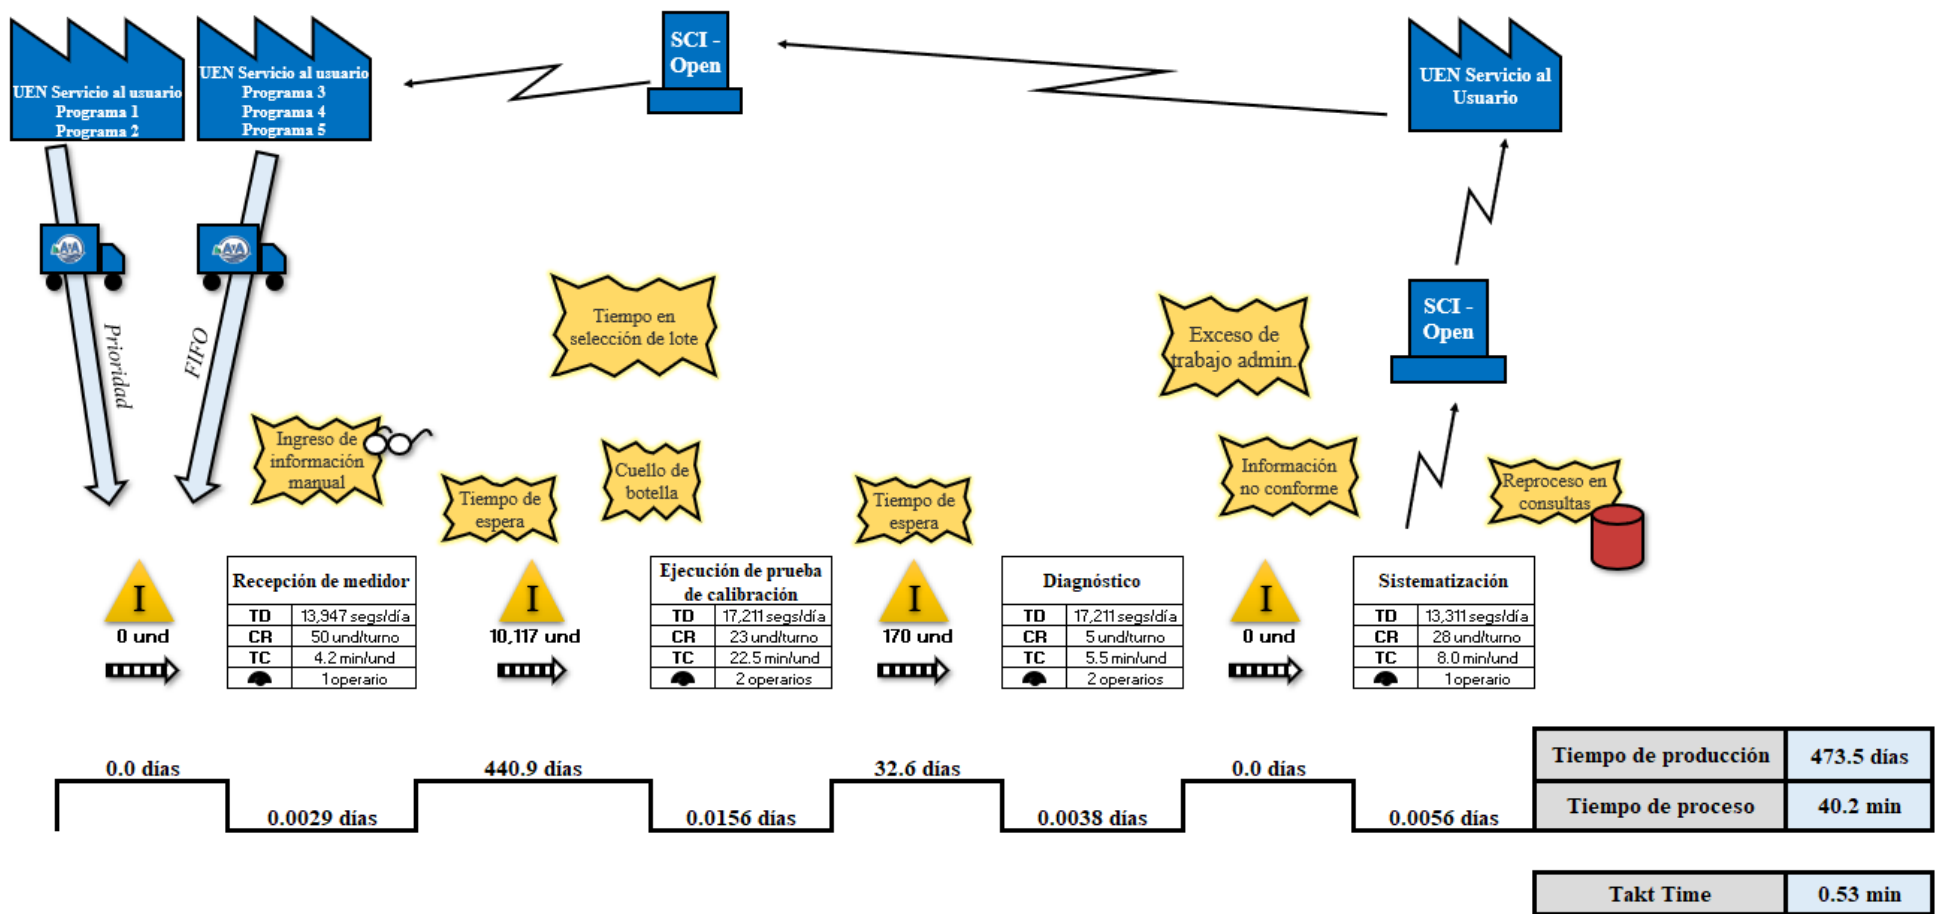 UEN Servicio al usuario
Programa 1
Programa 2
UEN Servicio al usuario
Programa 3
Programa 4
Programa 5
SCI -
Open
UEN Servicio al
Usuario
AyA
AyA
Prioridad
FIFO
Tiempo en
selección de lote
Exceso de
trabajo admin.
SCI -
Open
Ingreso de
información
manual
Tiempo de
espera
Cuello de
botella
Tiempo de
espera
Información
no conforme
Reproceso en
consultas
I
0 und
Recepción de medidor
TD 13,947 segs/día
CR 50 und/turno
TC 4.2 min/und
1 operario
I
10,117 und
Ejecución de prueba
de calibración
TD 17,211 segs/día
CR 23 und/turno
TC 22.5 min/und
2 operarios
I
170 und
Diagnóstico
TD 17,211 segs/día
CR 5 und/turno
TC 5.5 min/und
2 operarios
I
0 und
Sistematización
TD 13,311 segs/día
CR 28 und/turno
TC 8.0 min/und
1 operario
0.0 días
0.0029 días
440.9 días
0.0156 días
32.6 días
0.0038 días
0.0 días
0.0056 días
Tiempo de producción 473.5 días
Tiempo de proceso 40.2 min
Takt Time 0.53 min